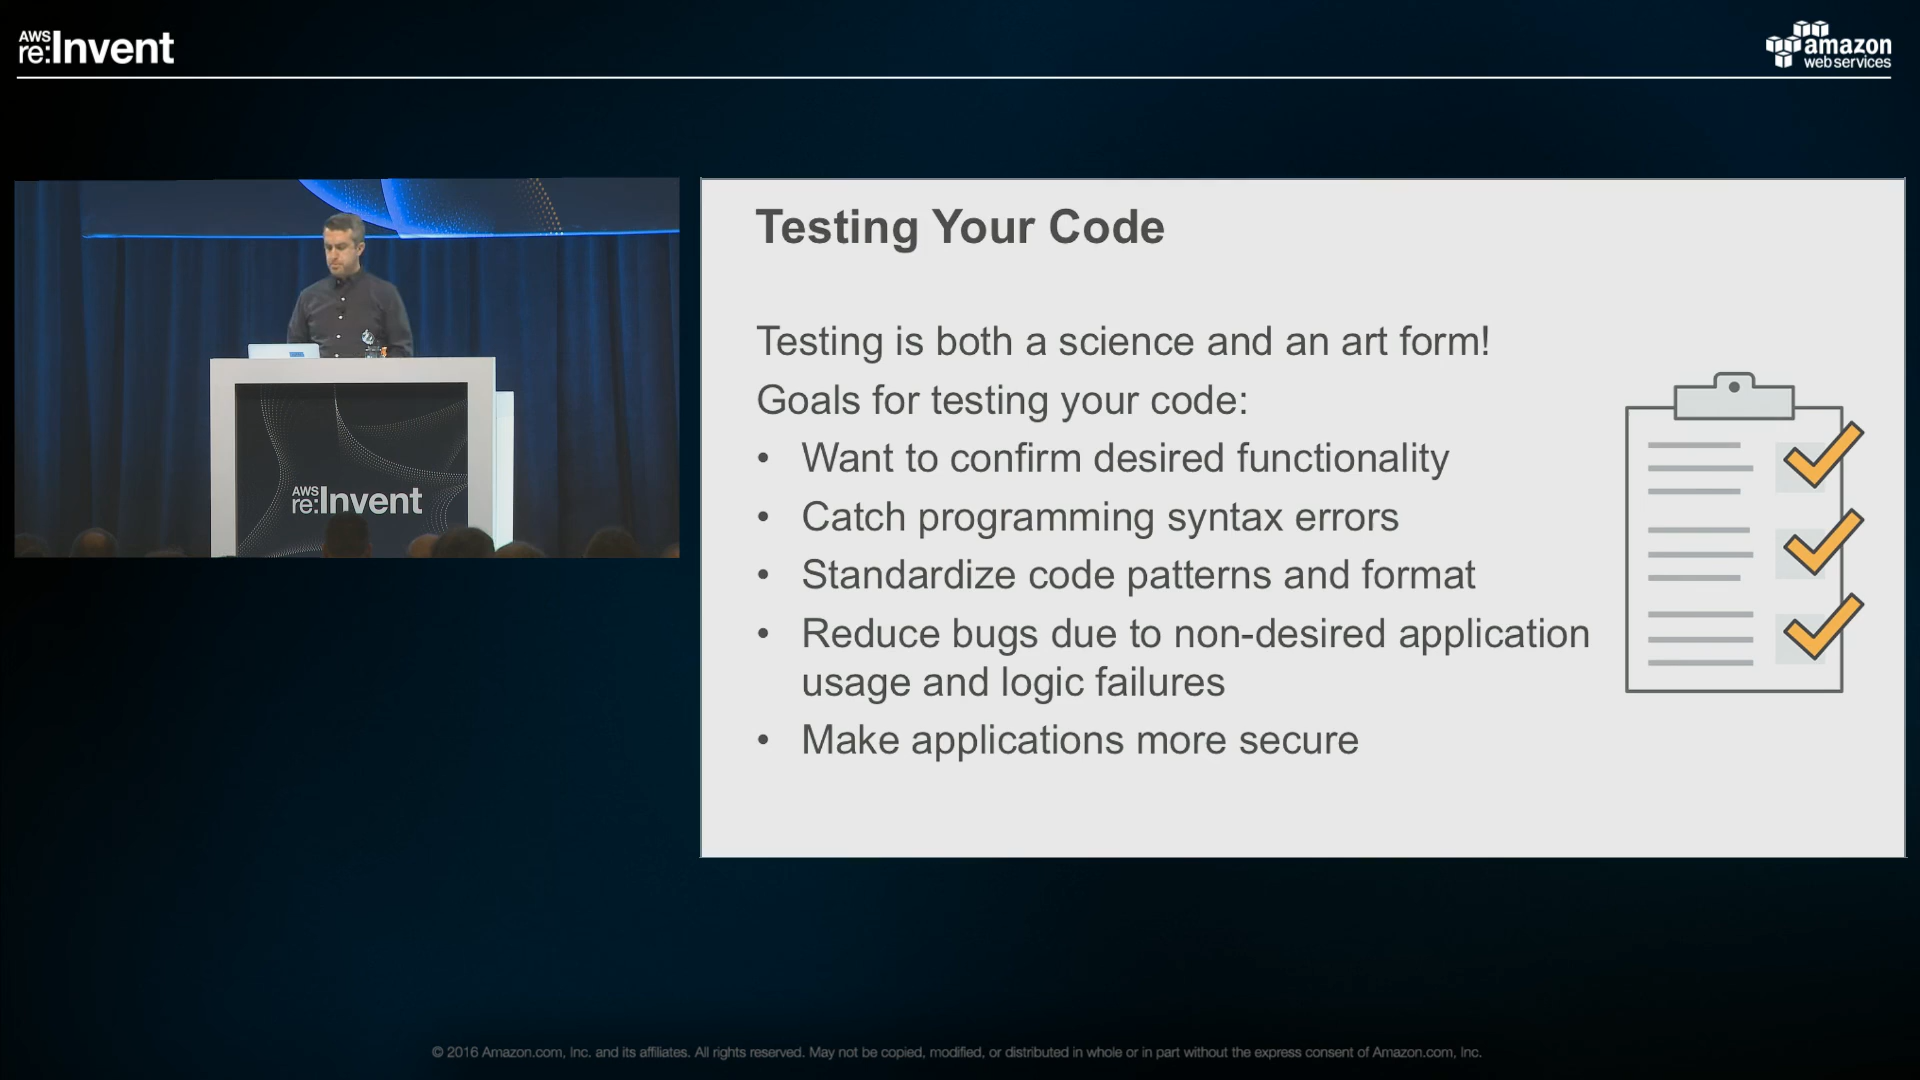 AWS
re:Invent
amazon
web services
AWS
re:Invent
Testing Your Code
Testing is both a science and an art form!
Goals for testing your code:
• Want to confirm desired functionality
• Catch programming syntax errors
• Standardize code patterns and format
• Reduce bugs due to non-desired application
usage and logic failures
• Make applications more secure
© 2016 Amazon.com, Inc. and its affiliates. All rights reserved. May not be copied, modified, or distributed in whole or in part without the express consent of Amazon.com, Inc.